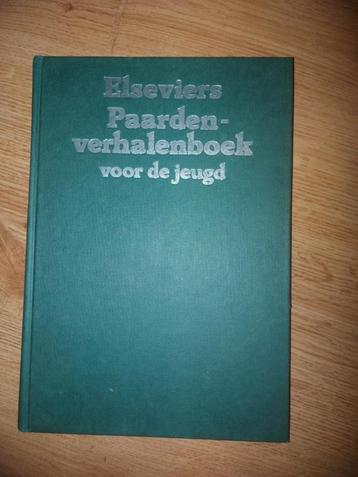 Elseviers
Paarden-
verhalenboek
voor de jeugd